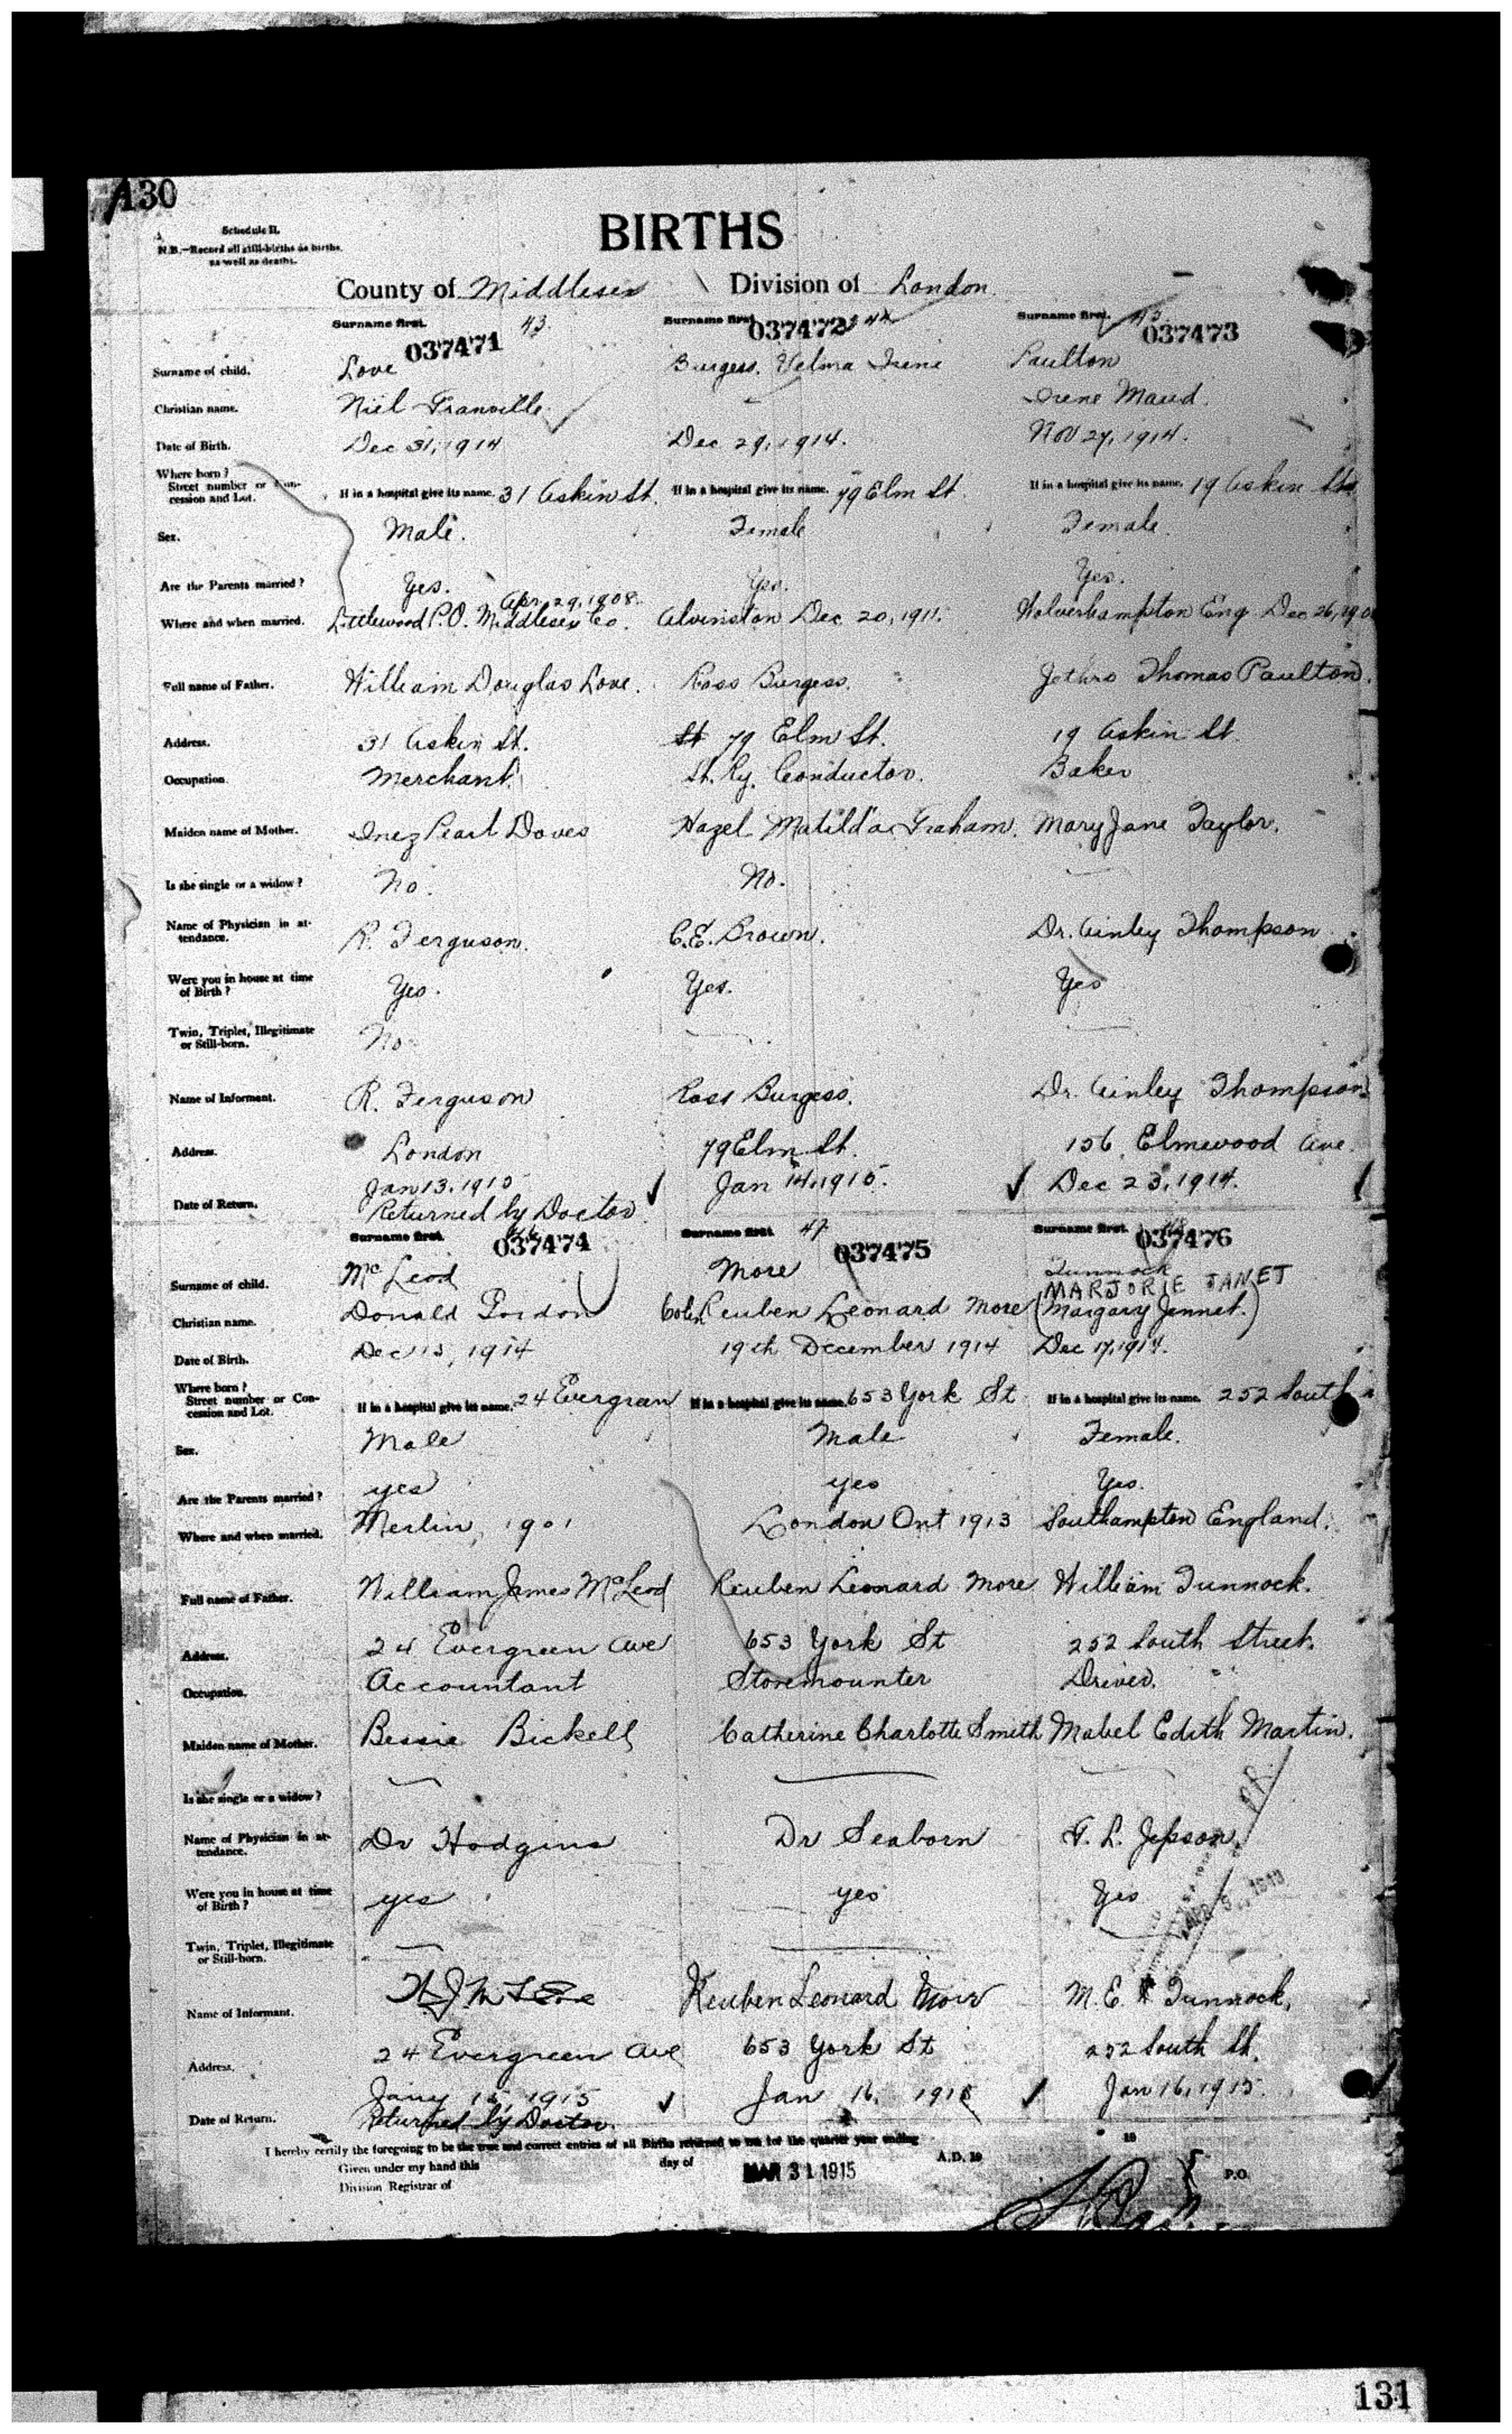 130
Schedule II.
N.B.—Record all still-births as births,
as well as deaths.
BIRTHS
County of Middlesex Division of London
Surname first. 43. 037471
Surname first. 037472 44
Surname first. 45 037473
Surname of child. Love Burgess, Velma Irene Paulton
Christian name. Niel Granville Irene Maud.
Date of Birth. Dec 31, 1914 Dec 29, 1914. Nov 27, 1914.
Where born?
Street number or Con-
cession and Lot. If in a hospital give its name. 31 Askin St. If in a hospital give its name. 79 Elm St. If in a hospital give its name. 19 Askin St.
Sex. Male. Female Female.
Are the Parents married? Yes. Yes. Yes.
Apr. 29, 1908.
Where and when married. Littlewood P.O. Middlesex Co. Alvinston Dec 20, 1911. Wolverhampton Eng Dec 26,
Full name of Father. William Douglas Love. Ross Burgess. Jethro Thomas Paulton.
Address. 31 Askin St. St 79 Elm St. 19 Askin St.
Occupation. Merchant. St. Ry. Conductor. Baker
Maiden name of Mother. Inez Pearl Doves Hazel Matilda Graham. Mary Jane Taylor.
Is she single or a widow? No. No. —
Name of Physician in at-
tendance. R. Ferguson. C.E. Brown. Dr. Ainley Thompson
Were you in house at time
of Birth? Yes. Yes. Yes
Twin, Triplet, Illegitimate
or Still-born. No — —
Name of Informant. R. Ferguson Ross Burgess. Dr. Ainley Thompson
Address. London 79 Elm St. 156 Elmwood Ave.
Date of Return. Jan 13, 1915 Jan 14, 1915. Dec 23, 1914.
Returned by Doctor
Surname first. 46 037474
Surname first. 47 037475
Surname first. 48 037476
Surname of child. McLeod More Tunnock
MARJORIE JANET
Christian name. Donald Gordon Colin Reuben Leonard More (Margary Jennet.)
Date of Birth. Dec 13, 1914 19th December 1914 Dec 17, 1914.
Where born?
Street number or Con-
cession and Lot. If in a hospital give its name. 24 Evergreen If in a hospital give its name. 653 York St If in a hospital give its name. 252 South
Sex. Male Male Female.
Are the Parents married? yes yes Yes.
Where and when married. Merlin, 1901 London Ont 1913 Southampton England.
Full name of Father. William James McLeod Reuben Leonard More William Tunnock.
Address. 24 Evergreen Ave 653 York St 252 South Street.
Occupation. Accountant Stovemounter Driver.
Maiden name of Mother. Bessie Bickell Catherine Charlotte Smith Mabel Edith Martin.
Is she single or a widow? — — —
Name of Physician in at-
tendance. Dr Hodgins Dr Seaborn F. L. Jepson.
Were you in house at time
of Birth? yes yes Yes
Twin, Triplet, Illegitimate
or Still-born. — —
Name of Informant. W J McLeod Reuben Leonard More M. E. Tunnock,
Address. 24 Evergreen Ave 653 York St 252 South St.
Date of Return. Jany 15, 1915 Jan 16, 1915 Jan 16, 1915.
Returned by Doctor.
I hereby certify the foregoing to be the true and correct entries of all Births returned to me for the quarter year ending 19
Given under my hand this day of MAR 31 1915 A.D. 19
Division Registrar of P.O.
131